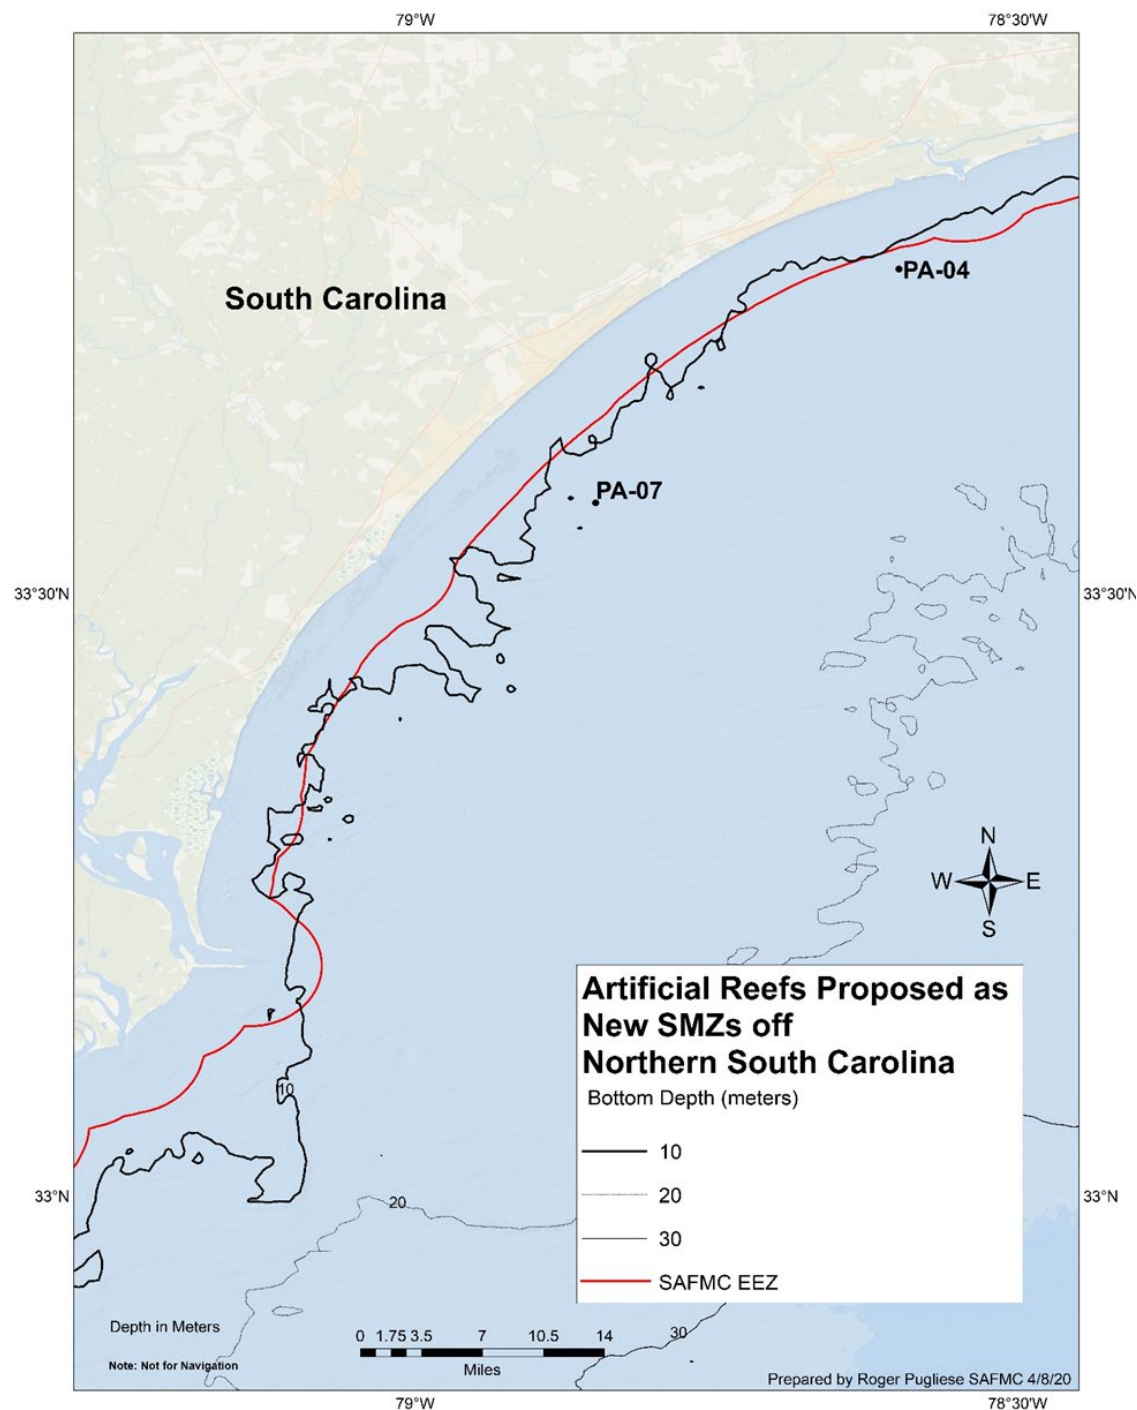 79°W
78°30'W
South Carolina
PA-04
PA-07
33°30'N
33°30'N
N
W
E
S
Artificial Reefs Proposed as
New SMZs off
Northern South Carolina
Bottom Depth (meters)
10
20
30
SAFMC EEZ
10
33°N
33°N
20
30
Depth in Meters
Note: Not for Navigation
0 1.75 3.5 7 10.5 14
Miles
Prepared by Roger Pugliese SAFMC 4/8/20
79°W
78°30'W